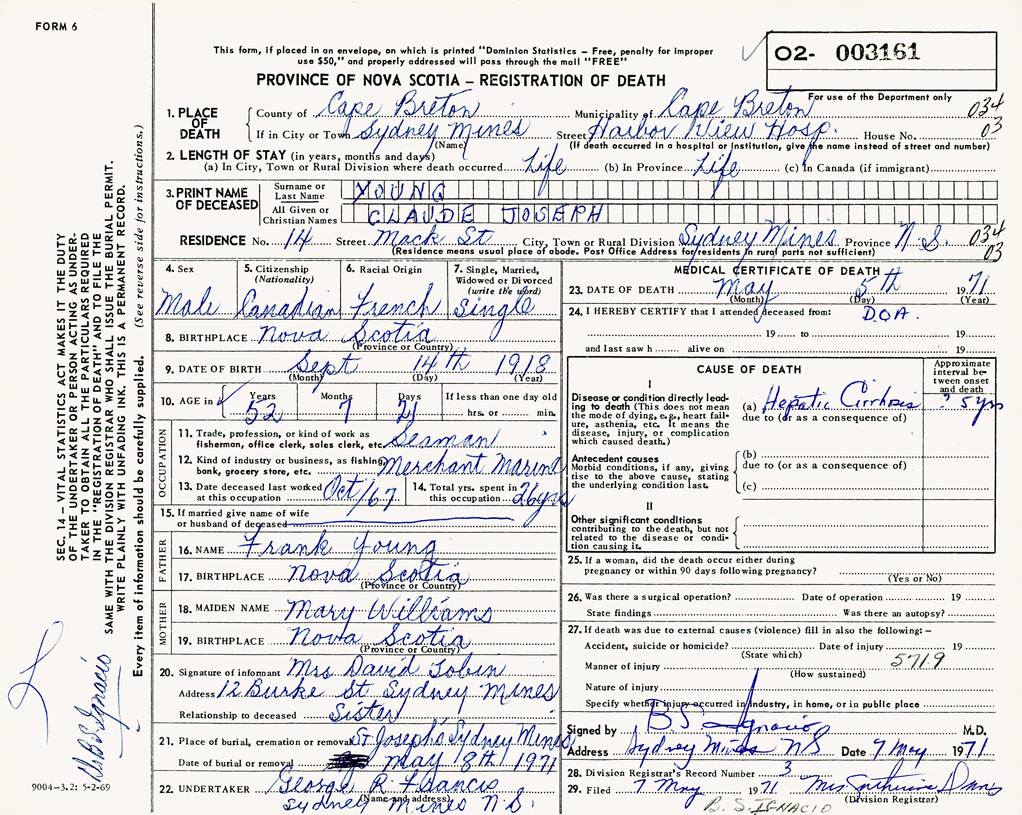 FORM 6
This form, if placed in an envelope, on which is printed "Dominion Statistics – Free, penalty for improper
use $50," and properly addressed will pass through the mail "FREE"
O2- 003161
PROVINCE OF NOVA SCOTIA – REGISTRATION OF DEATH
For use of the Department only
1. PLACE OF DEATH
County of Cape Breton Municipality of Cape Breton 034
If in City or Town Sydney Mines Street Harbor View Hosp. House No. 03
(Name) (If death occurred in a hospital or institution, give the name instead of street and number)
2. LENGTH OF STAY (in years, months and days)
(a) In City, Town or Rural Division where death occurred Life (b) In Province Life (c) In Canada (if immigrant)
3. PRINT NAME OF DECEASED
Surname or Last Name YOUNG
All Given or Christian Names CLAUDE JOSEPH
RESIDENCE No. 14 Street Mack St. City, Town or Rural Division Sydney Mines Province N.S. 034
(Residence means usual place of abode. Post Office Address for residents in rural parts not sufficient) 03
4. Sex Male
5. Citizenship (Nationality) Canadian
6. Racial Origin French
7. Single, Married, Widowed or Divorced (write the word) Single
8. BIRTHPLACE Nova Scotia
(Province or Country)
9. DATE OF BIRTH Sept 14th 1918
(Month) (Day) (Year)
10. AGE in Years 52 Months 7 Days 21 If less than one day old hrs. or min.
OCCUPATION
11. Trade, profession, or kind of work as fisherman, office clerk, sales clerk, etc. Seaman
12. Kind of industry or business, as fishing, bank, grocery store, etc. Merchant Marine
13. Date deceased last worked at this occupation Oct/67
14. Total yrs. spent in this occupation 26 yrs
15. If married give name of wife or husband of deceased
FATHER
16. NAME Frank Young
17. BIRTHPLACE Nova Scotia
(Province or Country)
MOTHER
18. MAIDEN NAME Mary Williams
19. BIRTHPLACE Nova Scotia
(Province or Country)
20. Signature of informant Mrs David Tobin
Address 12 Burke St Sydney Mines
Relationship to deceased Sister
21. Place of burial, cremation or removal St Joseph's Sydney Mines
Date of burial or removal May 18th 1971
22. UNDERTAKER George R Francis
(Name and address)
Sydney Mines N.S.
MEDICAL CERTIFICATE OF DEATH
23. DATE OF DEATH May 5th 1971
(Month) (Day) (Year)
24. I HEREBY CERTIFY that I attended deceased from: D.O.A.
19 to 19
and last saw h alive on 19
CAUSE OF DEATH
Approximate interval between onset and death
I
Disease or condition directly leading to death (This does not mean the mode of dying, e.g., heart failure, asthenia, etc. It means the disease, injury, or complication which caused death.)
(a) Hepatic Cirrhosis ? 5 yrs
due to (or as a consequence of)
Antecedent causes
Morbid conditions, if any, giving rise to the above cause, stating the underlying condition last.
(b)
due to (or as a consequence of)
(c)
II
Other significant conditions
contributing to the death, but not related to the disease or condition causing it.
25. If a woman, did the death occur either during pregnancy or within 90 days following pregnancy?
(Yes or No)
26. Was there a surgical operation? Date of operation 19
State findings Was there an autopsy?
27. If death was due to external causes (violence) fill in also the following: –
Accident, suicide or homicide? Date of injury 19
(State which) 5719
Manner of injury
(How sustained)
Nature of injury
Specify whether injury occurred in industry, in home, or in public place
Signed by B.S. Ignacio M.D.
Address Sydney Mines NS Date 7 May 1971
28. Division Registrar's Record Number 3
29. Filed 7 May 1971 Mrs Catherine
(Division Registrar)
B. S. IGNACIO
SEC. 14 – VITAL STATISTICS ACT MAKES IT THE DUTY
OF THE UNDERTAKER OR PERSON ACTING AS UNDERTAKER TO OBTAIN ALL THE PARTICULARS REQUIRED
IN THE "REGISTRATION OF DEATH" AND TO FILE THE
SAME WITH THE DIVISION REGISTRAR WHO SHALL ISSUE THE BURIAL PERMIT.
WRITE PLAINLY WITH UNFADING INK. THIS IS A PERMANENT RECORD.
Every item of information should be carefully supplied. (See reverse side for instructions.)
Dr. B.S. Ignacio
9004-3.2: 5-2-69